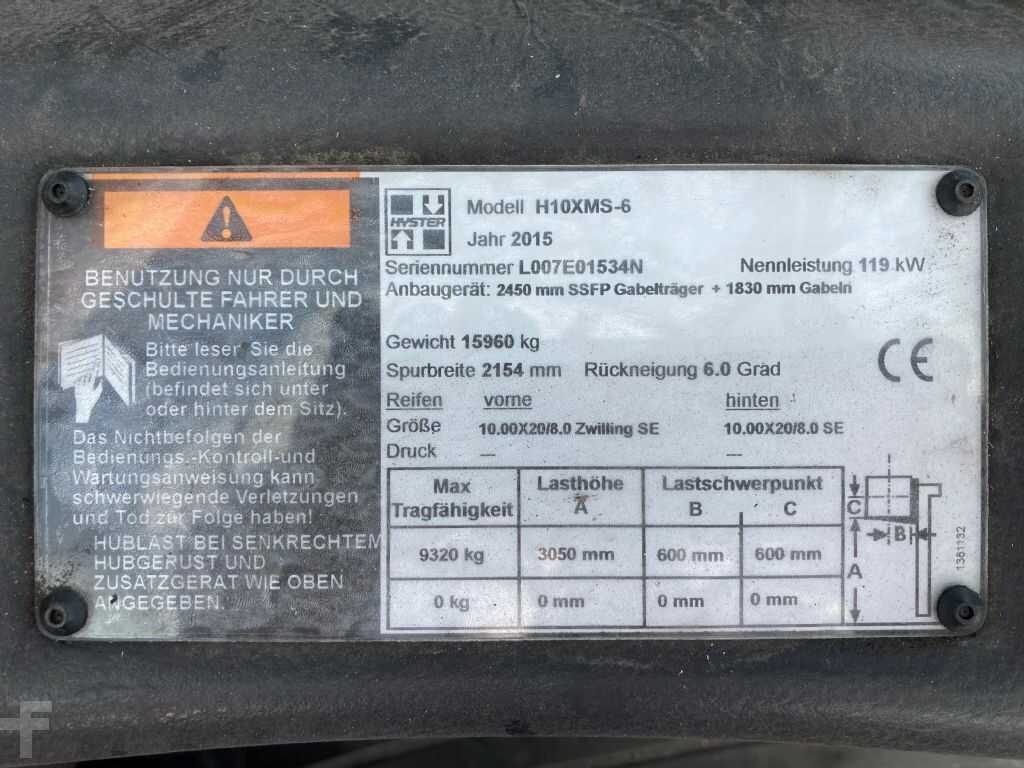 BENUTZUNG NUR DURCH
GESCHULTE FAHRER UND
MECHANIKER
Bitte leser Sie die
Bedienungsanleitung
(befindet sich unter
oder hinter dem Sitz).
Das Nichtbefolgen der
Bedienungs.-Kontroll-und
Wartungsanweisung kann
schwerwiegende Verletzungen
und Tod zur Folge haben!
HUBLAST BEI SENKRECHTEM
HUBGERUST UND
ZUSATZGERAT WIE OBEN
ANGEGEBEN.
HYSTER
Modell H10XMS-6
Jahr 2015
Seriennummer L007E01534N Nennleistung 119 kW
Anbaugerät: 2450 mm SSFP Gabelträger + 1830 mm Gabeln
Gewicht 15960 kg
Spurbreite 2154 mm Rückneigung 6.0 Grad
CE
Reifen vorne hinten
Größe 10.00X20/8.0 Zwilling SE 10.00X20/8.0 SE
Druck — —
Max Tragfähigkeit Lasthöhe A Lastschwerpunkt B C
9320 kg 3050 mm 600 mm 600 mm
0 kg 0 mm 0 mm 0 mm
C
B
A
1361132
F